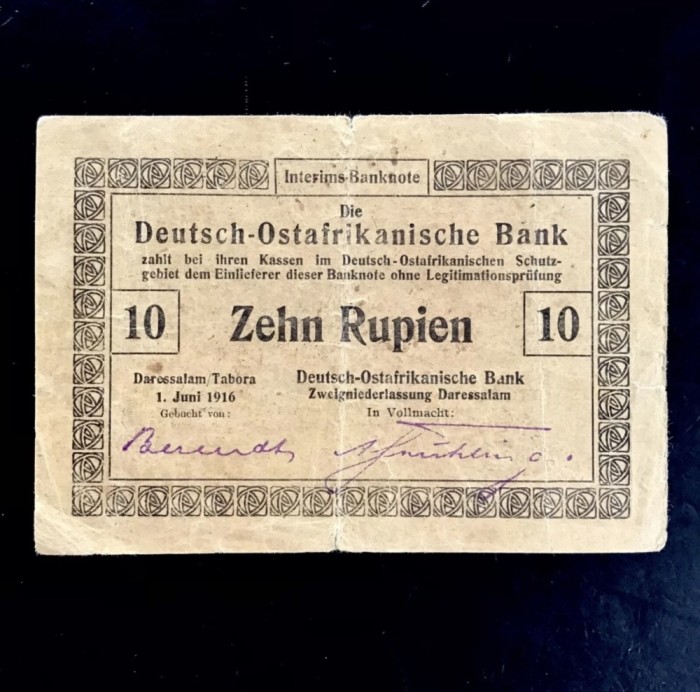 Interims-Banknote
Die
Deutsch-Ostafrikanische Bank
zahlt bei ihren Kassen im Deutsch-Ostafrikanischen Schutz-
gebiet dem Einlieferer dieser Banknote ohne Legitimationsprüfung
10 Zehn Rupien 10
Daressalam/Tabora
1. Juni 1916
Gebucht von:
Deutsch-Ostafrikanische Bank
Zweigniederlassung Daressalam
In Vollmacht:
Berendt